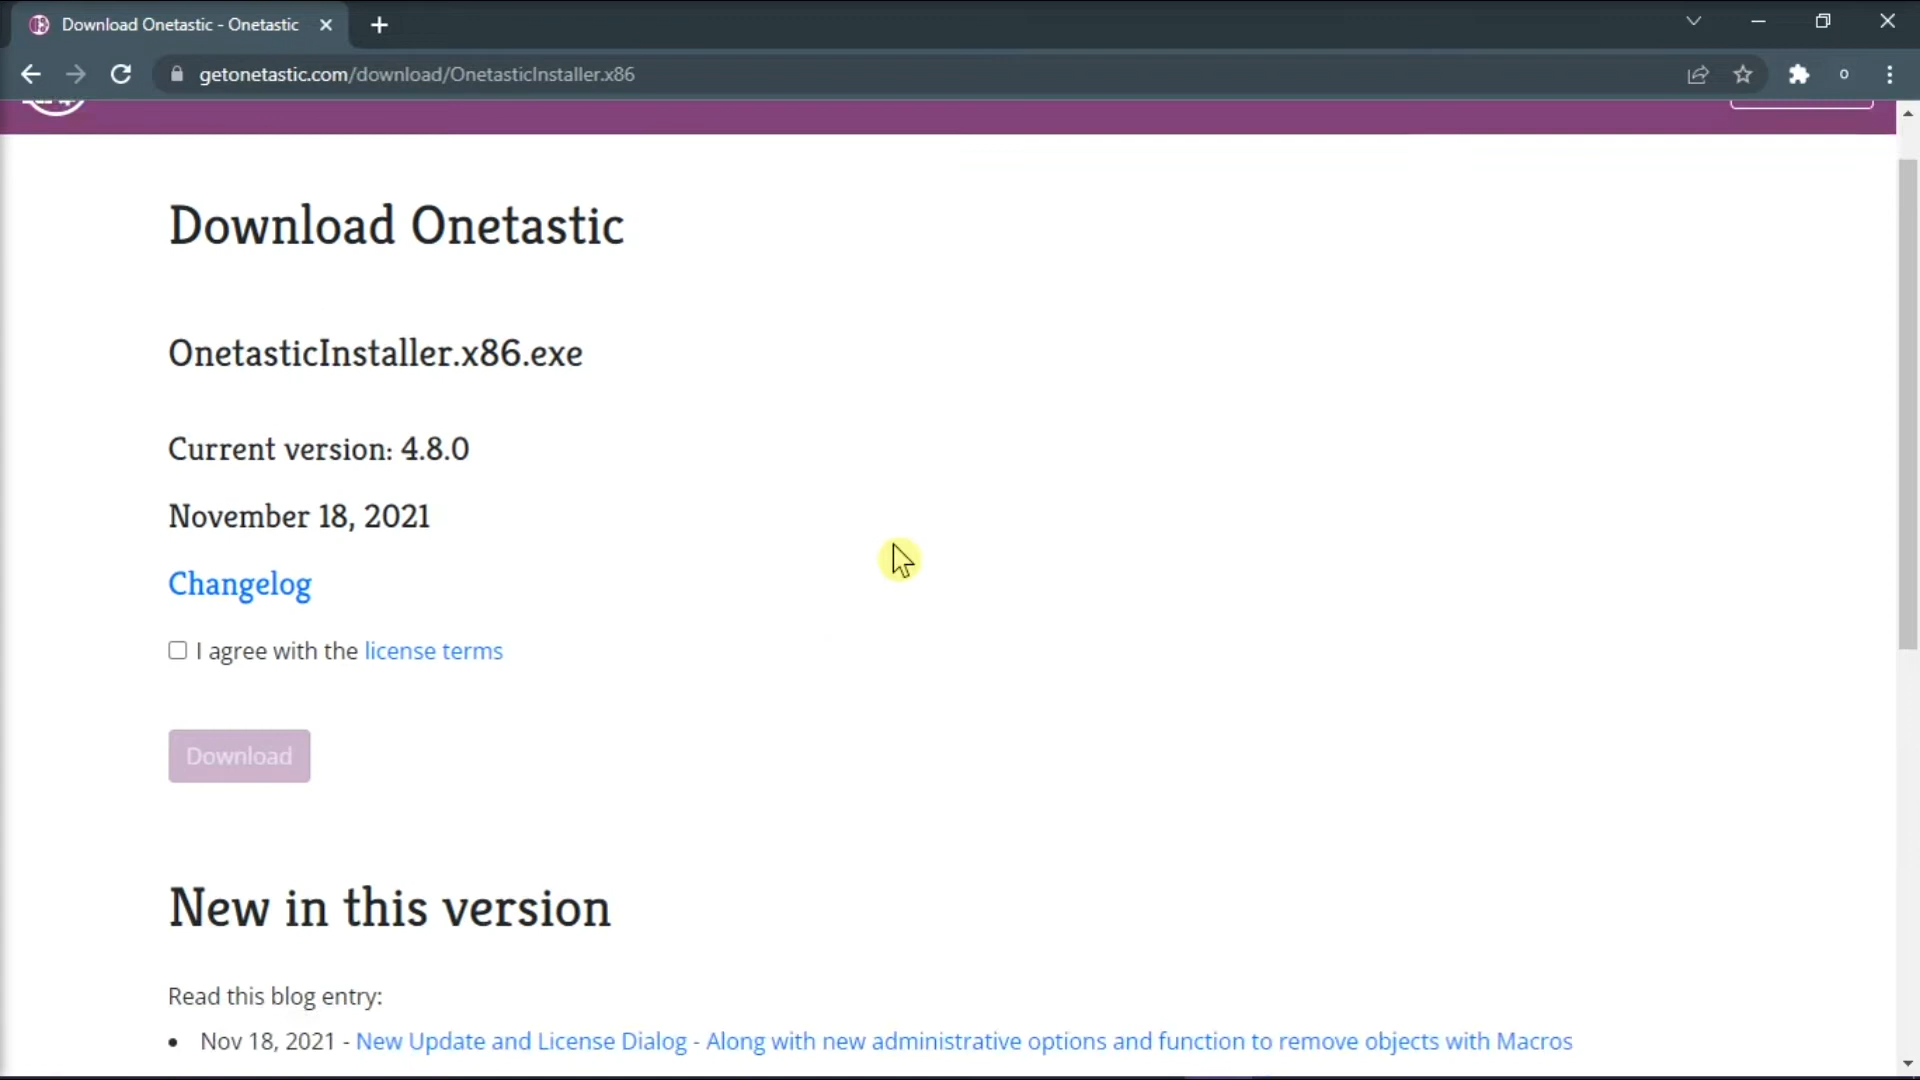 Download Onetastic - Onetastic
getonetastic.com/download/OnetasticInstaller.x86
Download Onetastic
OnetasticInstaller.x86.exe
Current version: 4.8.0
November 18, 2021
Changelog
I agree with the license terms
Download
New in this version
Read this blog entry:
Nov 18, 2021 - New Update and License Dialog - Along with new administrative options and function to remove objects with Macros